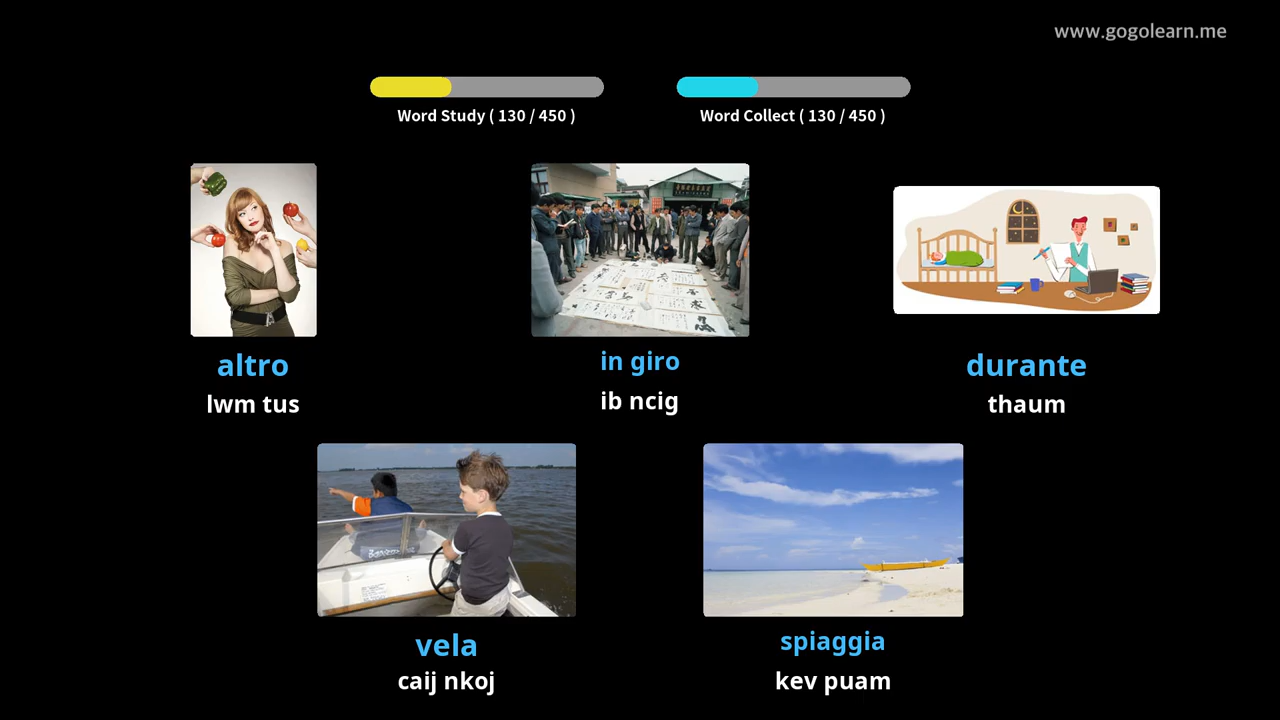 www.gogolearn.me
Word Study ( 130 / 450 )
Word Collect ( 130 / 450 )
altro
lwm tus
in giro
ib ncig
durante
thaum
vela
caij nkoj
spiaggia
kev puam